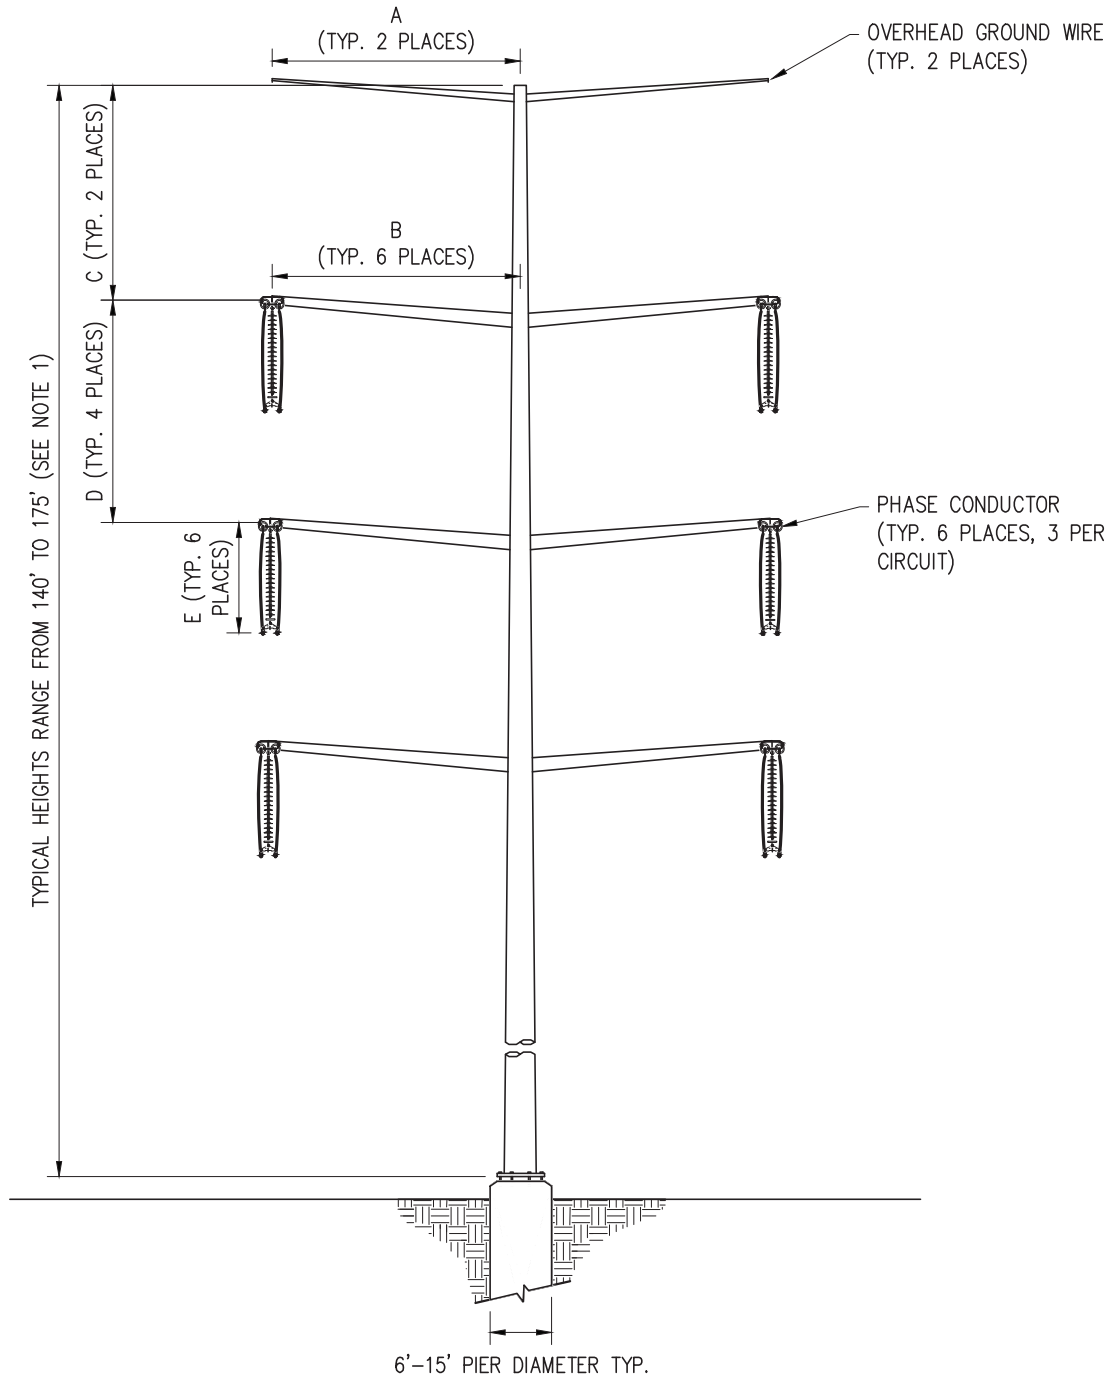 A
(TYP. 2 PLACES)
OVERHEAD GROUND WIRE
(TYP. 2 PLACES)
C (TYP. 2 PLACES)
B
(TYP. 6 PLACES)
D (TYP. 4 PLACES)
TYPICAL HEIGHTS RANGE FROM 140' TO 175' (SEE NOTE 1)
PHASE CONDUCTOR
(TYP. 6 PLACES, 3 PER
CIRCUIT)
E (TYP. 6
PLACES)
6'-15' PIER DIAMETER TYP.